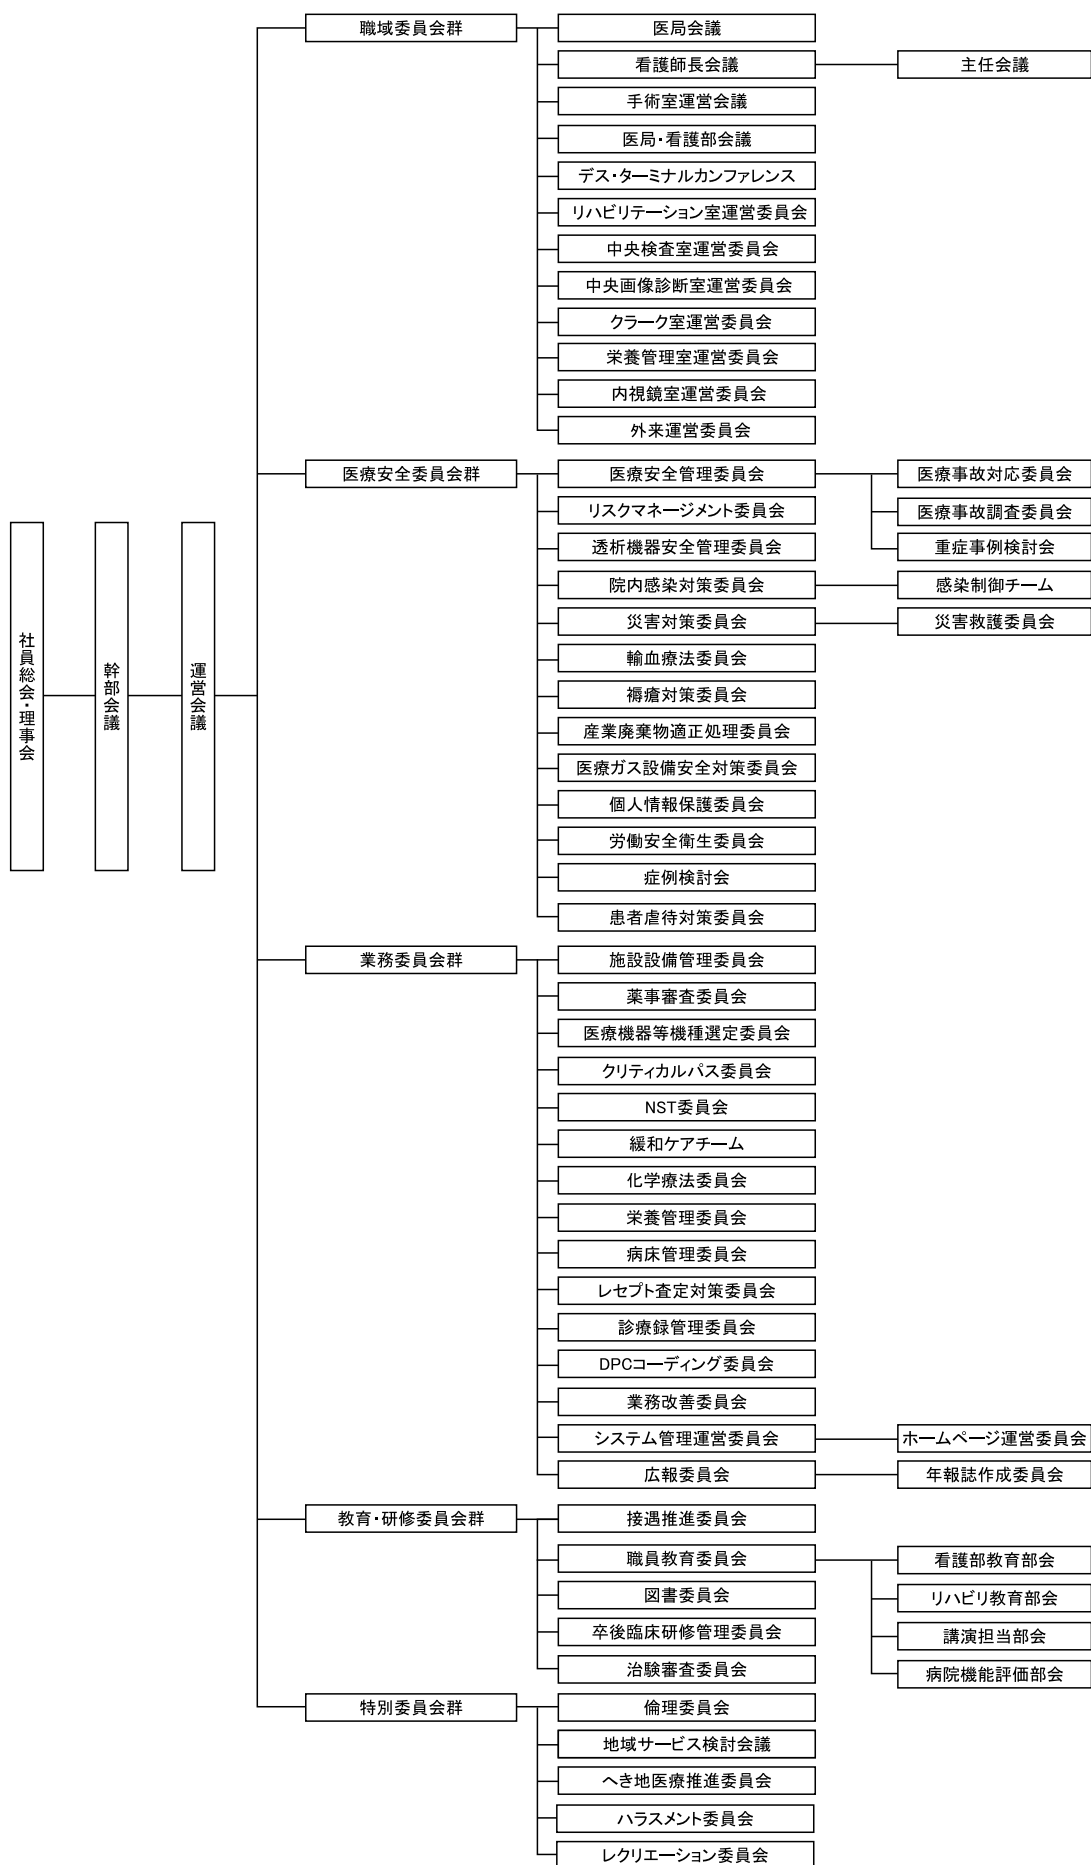 社員総会・理事会
幹部会議
運営会議
職域委員会群
医局会議
看護師長会議
主任会議
手術室運営会議
医局・看護部会議
デス・ターミナルカンファレンス
リハビリテーション室運営委員会
中央検査室運営委員会
中央画像診断室運営委員会
クラーク室運営委員会
栄養管理室運営委員会
内視鏡室運営委員会
外来運営委員会
医療安全委員会群
医療安全管理委員会
医療事故対応委員会
医療事故調査委員会
重症事例検討会
リスクマネージメント委員会
透析機器安全管理委員会
院内感染対策委員会
感染制御チーム
災害対策委員会
災害救護委員会
輸血療法委員会
褥瘡対策委員会
産業廃棄物適正処理委員会
医療ガス設備安全対策委員会
個人情報保護委員会
労働安全衛生委員会
症例検討会
患者虐待対策委員会
業務委員会群
施設設備管理委員会
薬事審査委員会
医療機器等機種選定委員会
クリティカルパス委員会
NST委員会
緩和ケアチーム
化学療法委員会
栄養管理委員会
病床管理委員会
レセプト査定対策委員会
診療録管理委員会
DPCコーディング委員会
業務改善委員会
システム管理運営委員会
ホームページ運営委員会
広報委員会
年報誌作成委員会
教育・研修委員会群
接遇推進委員会
職員教育委員会
看護部教育部会
リハビリ教育部会
講演担当部会
病院機能評価部会
図書委員会
卒後臨床研修管理委員会
治験審査委員会
特別委員会群
倫理委員会
地域サービス検討会議
へき地医療推進委員会
ハラスメント委員会
レクリエーション委員会